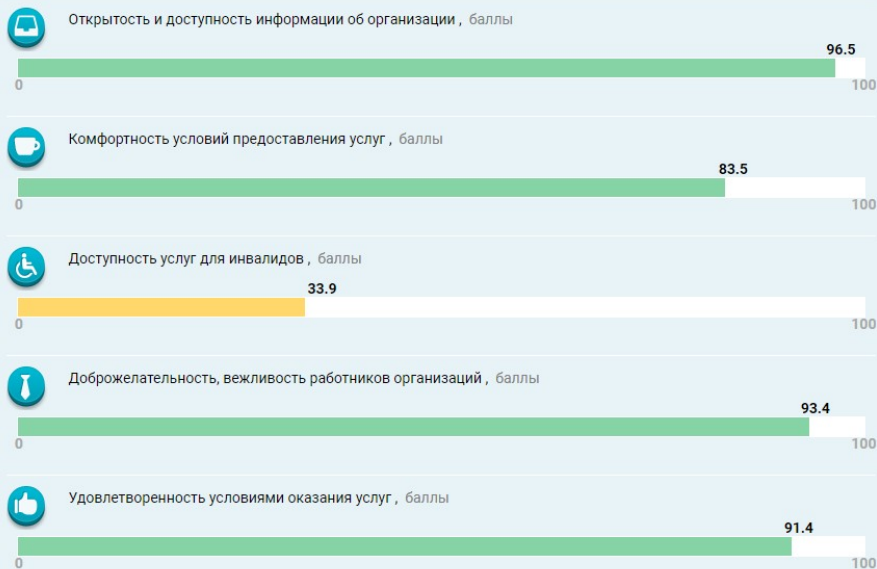 Открытость и доступность информации об организации , баллы
96.5
0 100
Комфортность условий предоставления услуг , баллы
83.5
0 100
Доступность услуг для инвалидов , баллы
33.9
0 100
Доброжелательность, вежливость работников организаций , баллы
93.4
0 100
Удовлетворенность условиями оказания услуг , баллы
91.4
0 100